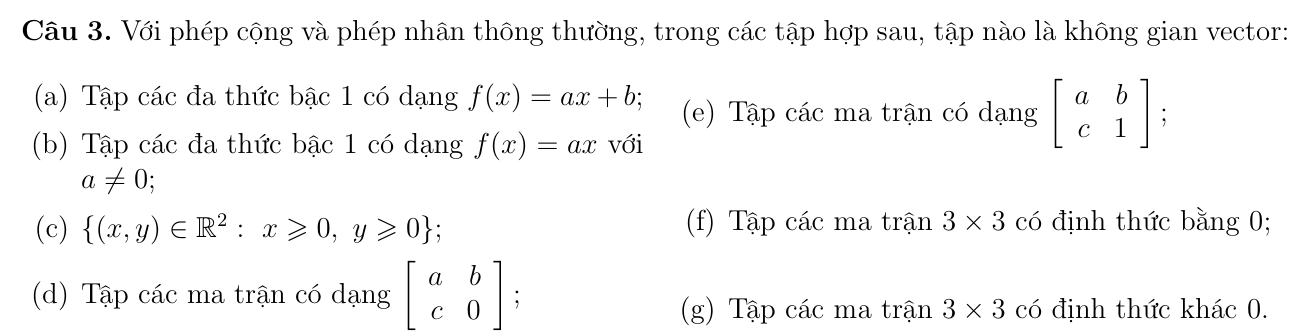 Câu 3. Với phép cộng và phép nhân thông thường, trong các tập hợp sau, tập nào là không gian vector:
(a) Tập các đa thức bậc 1 có dạng f(x) = ax + b;
(b) Tập các đa thức bậc 1 có dạng f(x) = ax với
a ≠ 0;
(c) {(x, y) ∈ ℝ² : x ⩾ 0, y ⩾ 0};
(d) Tập các ma trận có dạng [ a b ; c 0 ] ;
(e) Tập các ma trận có dạng [ a b ; c 1 ] ;
(f) Tập các ma trận 3 × 3 có định thức bằng 0;
(g) Tập các ma trận 3 × 3 có định thức khác 0.